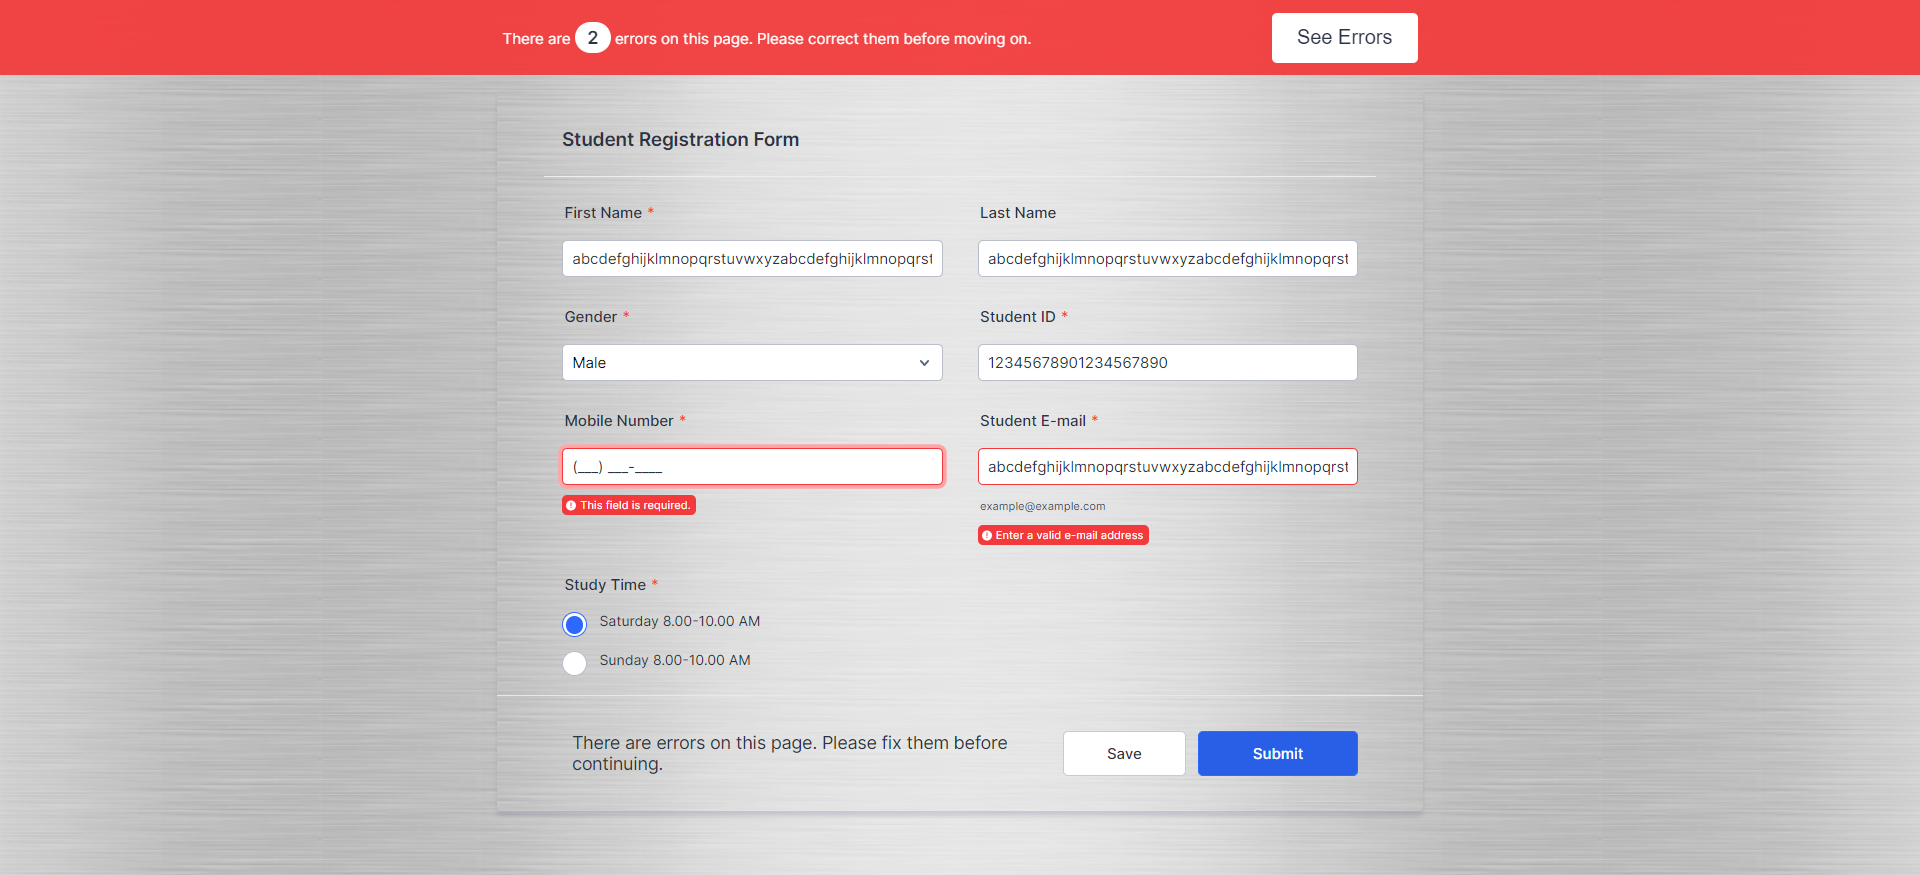 There are 2 errors on this page. Please correct them before moving on.
See Errors
Student Registration Form
First Name *
Last Name
abcdefghijklmnopqrstuvwxyzabcdefghijklmnopqrst
abcdefghijklmnopqrstuvwxyzabcdefghijklmnopqrst
Gender *
Student ID *
Male
12345678901234567890
Mobile Number *
Student E-mail *
(___) ___-____
abcdefghijklmnopqrstuvwxyzabcdefghijklmnopqrst
This field is required.
example@example.com
Enter a valid e-mail address
Study Time *
Saturday 8.00-10.00 AM
Sunday 8.00-10.00 AM
There are errors on this page. Please fix them before
continuing.
Save
Submit